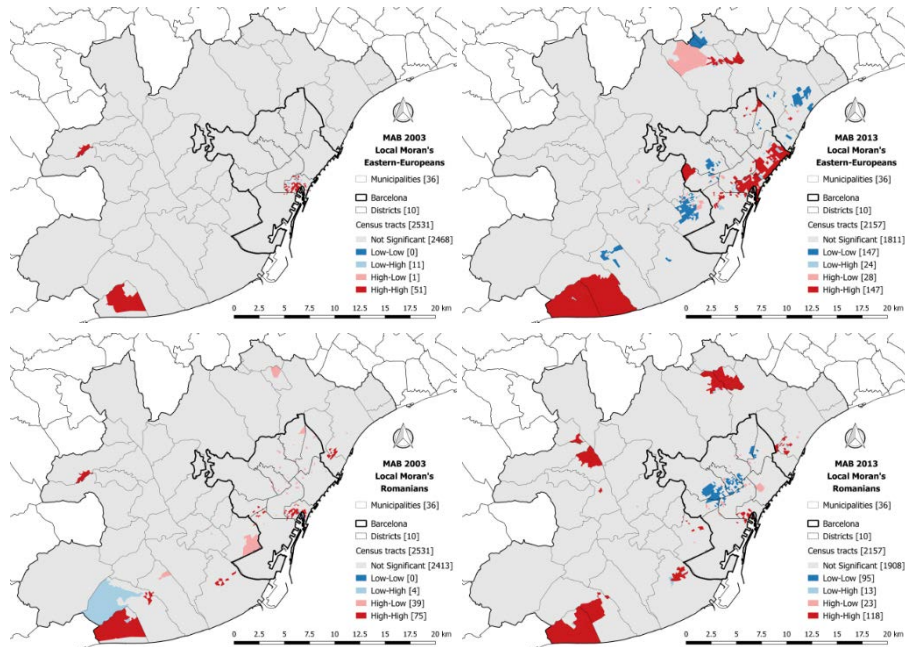 MAB 2003
Local Moran's
Eastern-Europeans
Municipalities [36]
Barcelona
Districts [10]
Census tracts [2531]
Not Significant [2468]
Low-Low [0]
Low-High [11]
High-Low [1]
High-High [51]
0 2.5 5 7.5 10 12.5 15 17.5 20 km
MAB 2013
Local Moran's
Eastern-Europeans
Municipalities [36]
Barcelona
Districts [10]
Census tracts [2157]
Not Significant [1811]
Low-Low [147]
Low-High [24]
High-Low [28]
High-High [147]
0 2.5 5 7.5 10 12.5 15 17.5 20 km
MAB 2003
Local Moran's
Romanians
Municipalities [36]
Barcelona
Districts [10]
Census tracts [2531]
Not Significant [2413]
Low-Low [0]
Low-High [4]
High-Low [39]
High-High [75]
0 2.5 5 7.5 10 12.5 15 17.5 20 km
MAB 2013
Local Moran's
Romanians
Municipalities [36]
Barcelona
Districts [10]
Census tracts [2157]
Not Significant [1908]
Low-Low [95]
Low-High [13]
High-Low [23]
High-High [118]
0 2.5 5 7.5 10 12.5 15 17.5 20 km